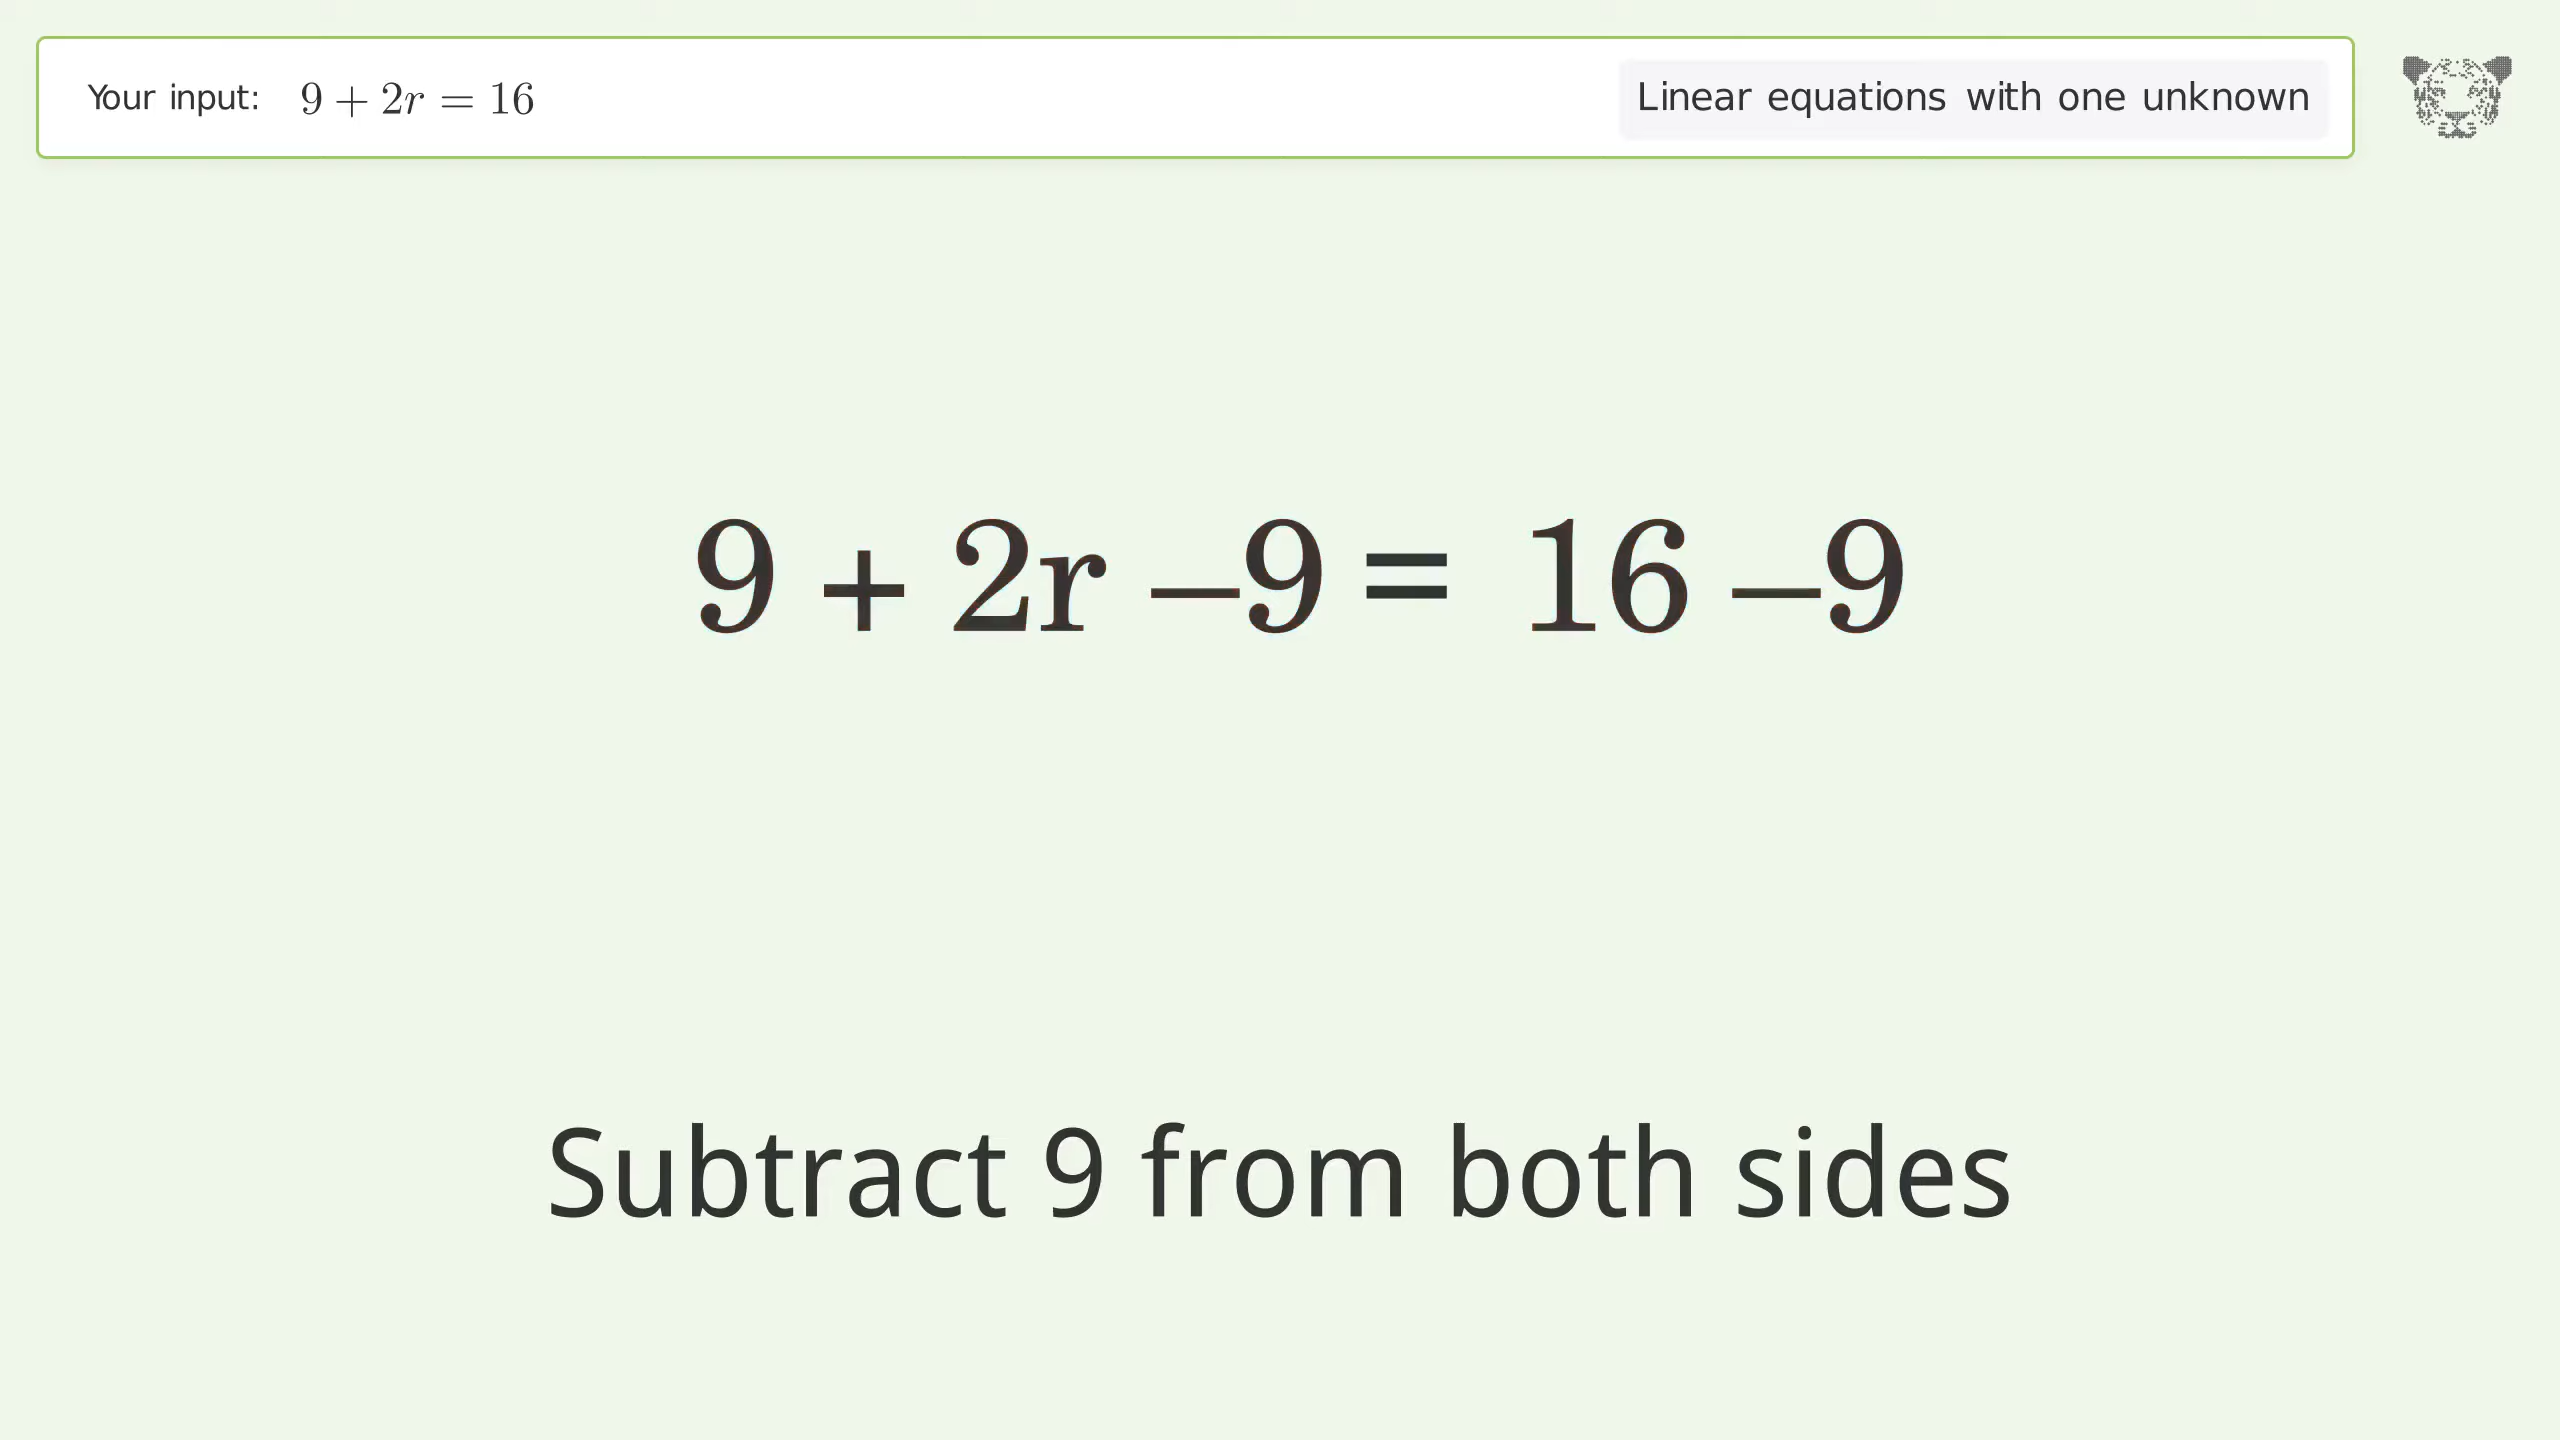 Your input: 9 + 2r = 16 Linear equations with one unknown
9 + 2r –9 = 16 –9
Subtract 9 from both sides